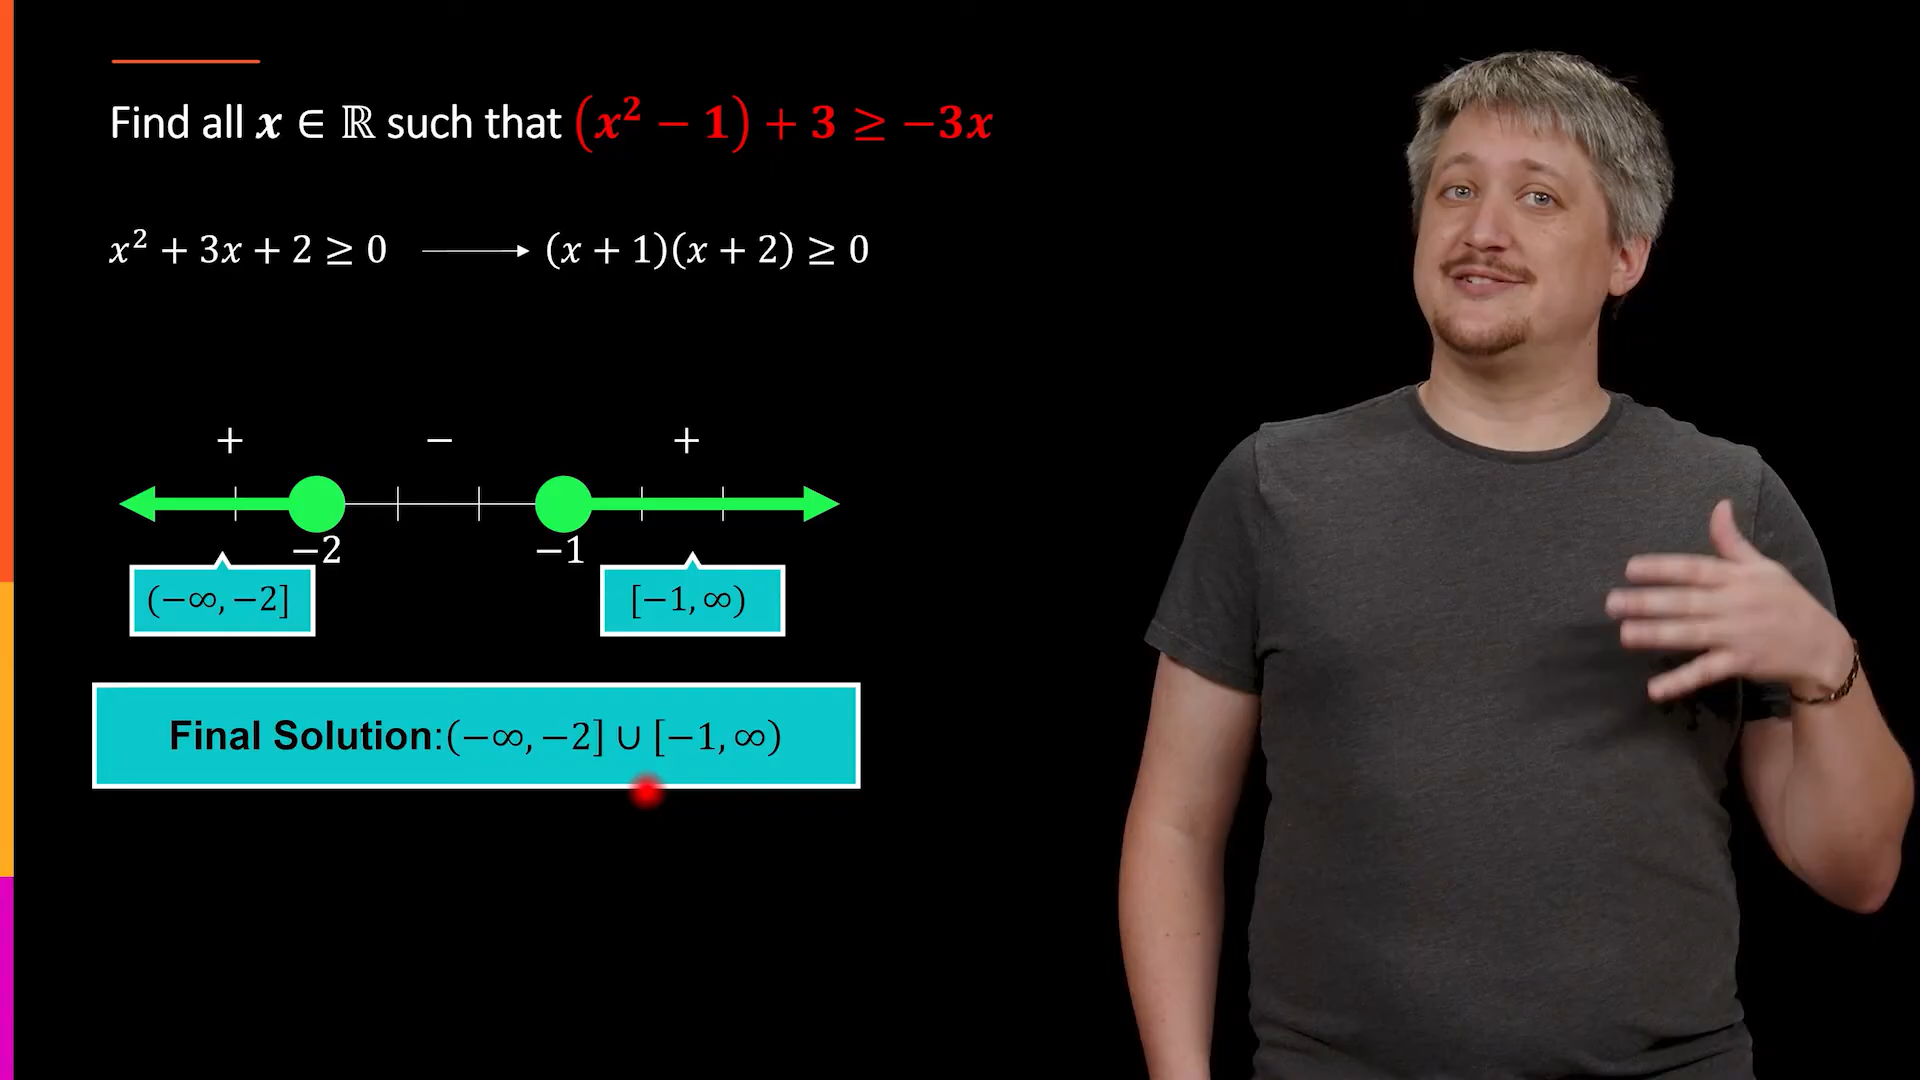 Find all x ∈ ℝ such that (x² − 1) + 3 ≥ −3x
x² + 3x + 2 ≥ 0 ⟶ (x + 1)(x + 2) ≥ 0
+ − +
−2 −1
(−∞, −2] [−1, ∞)
Final Solution: (−∞, −2] ∪ [−1, ∞)